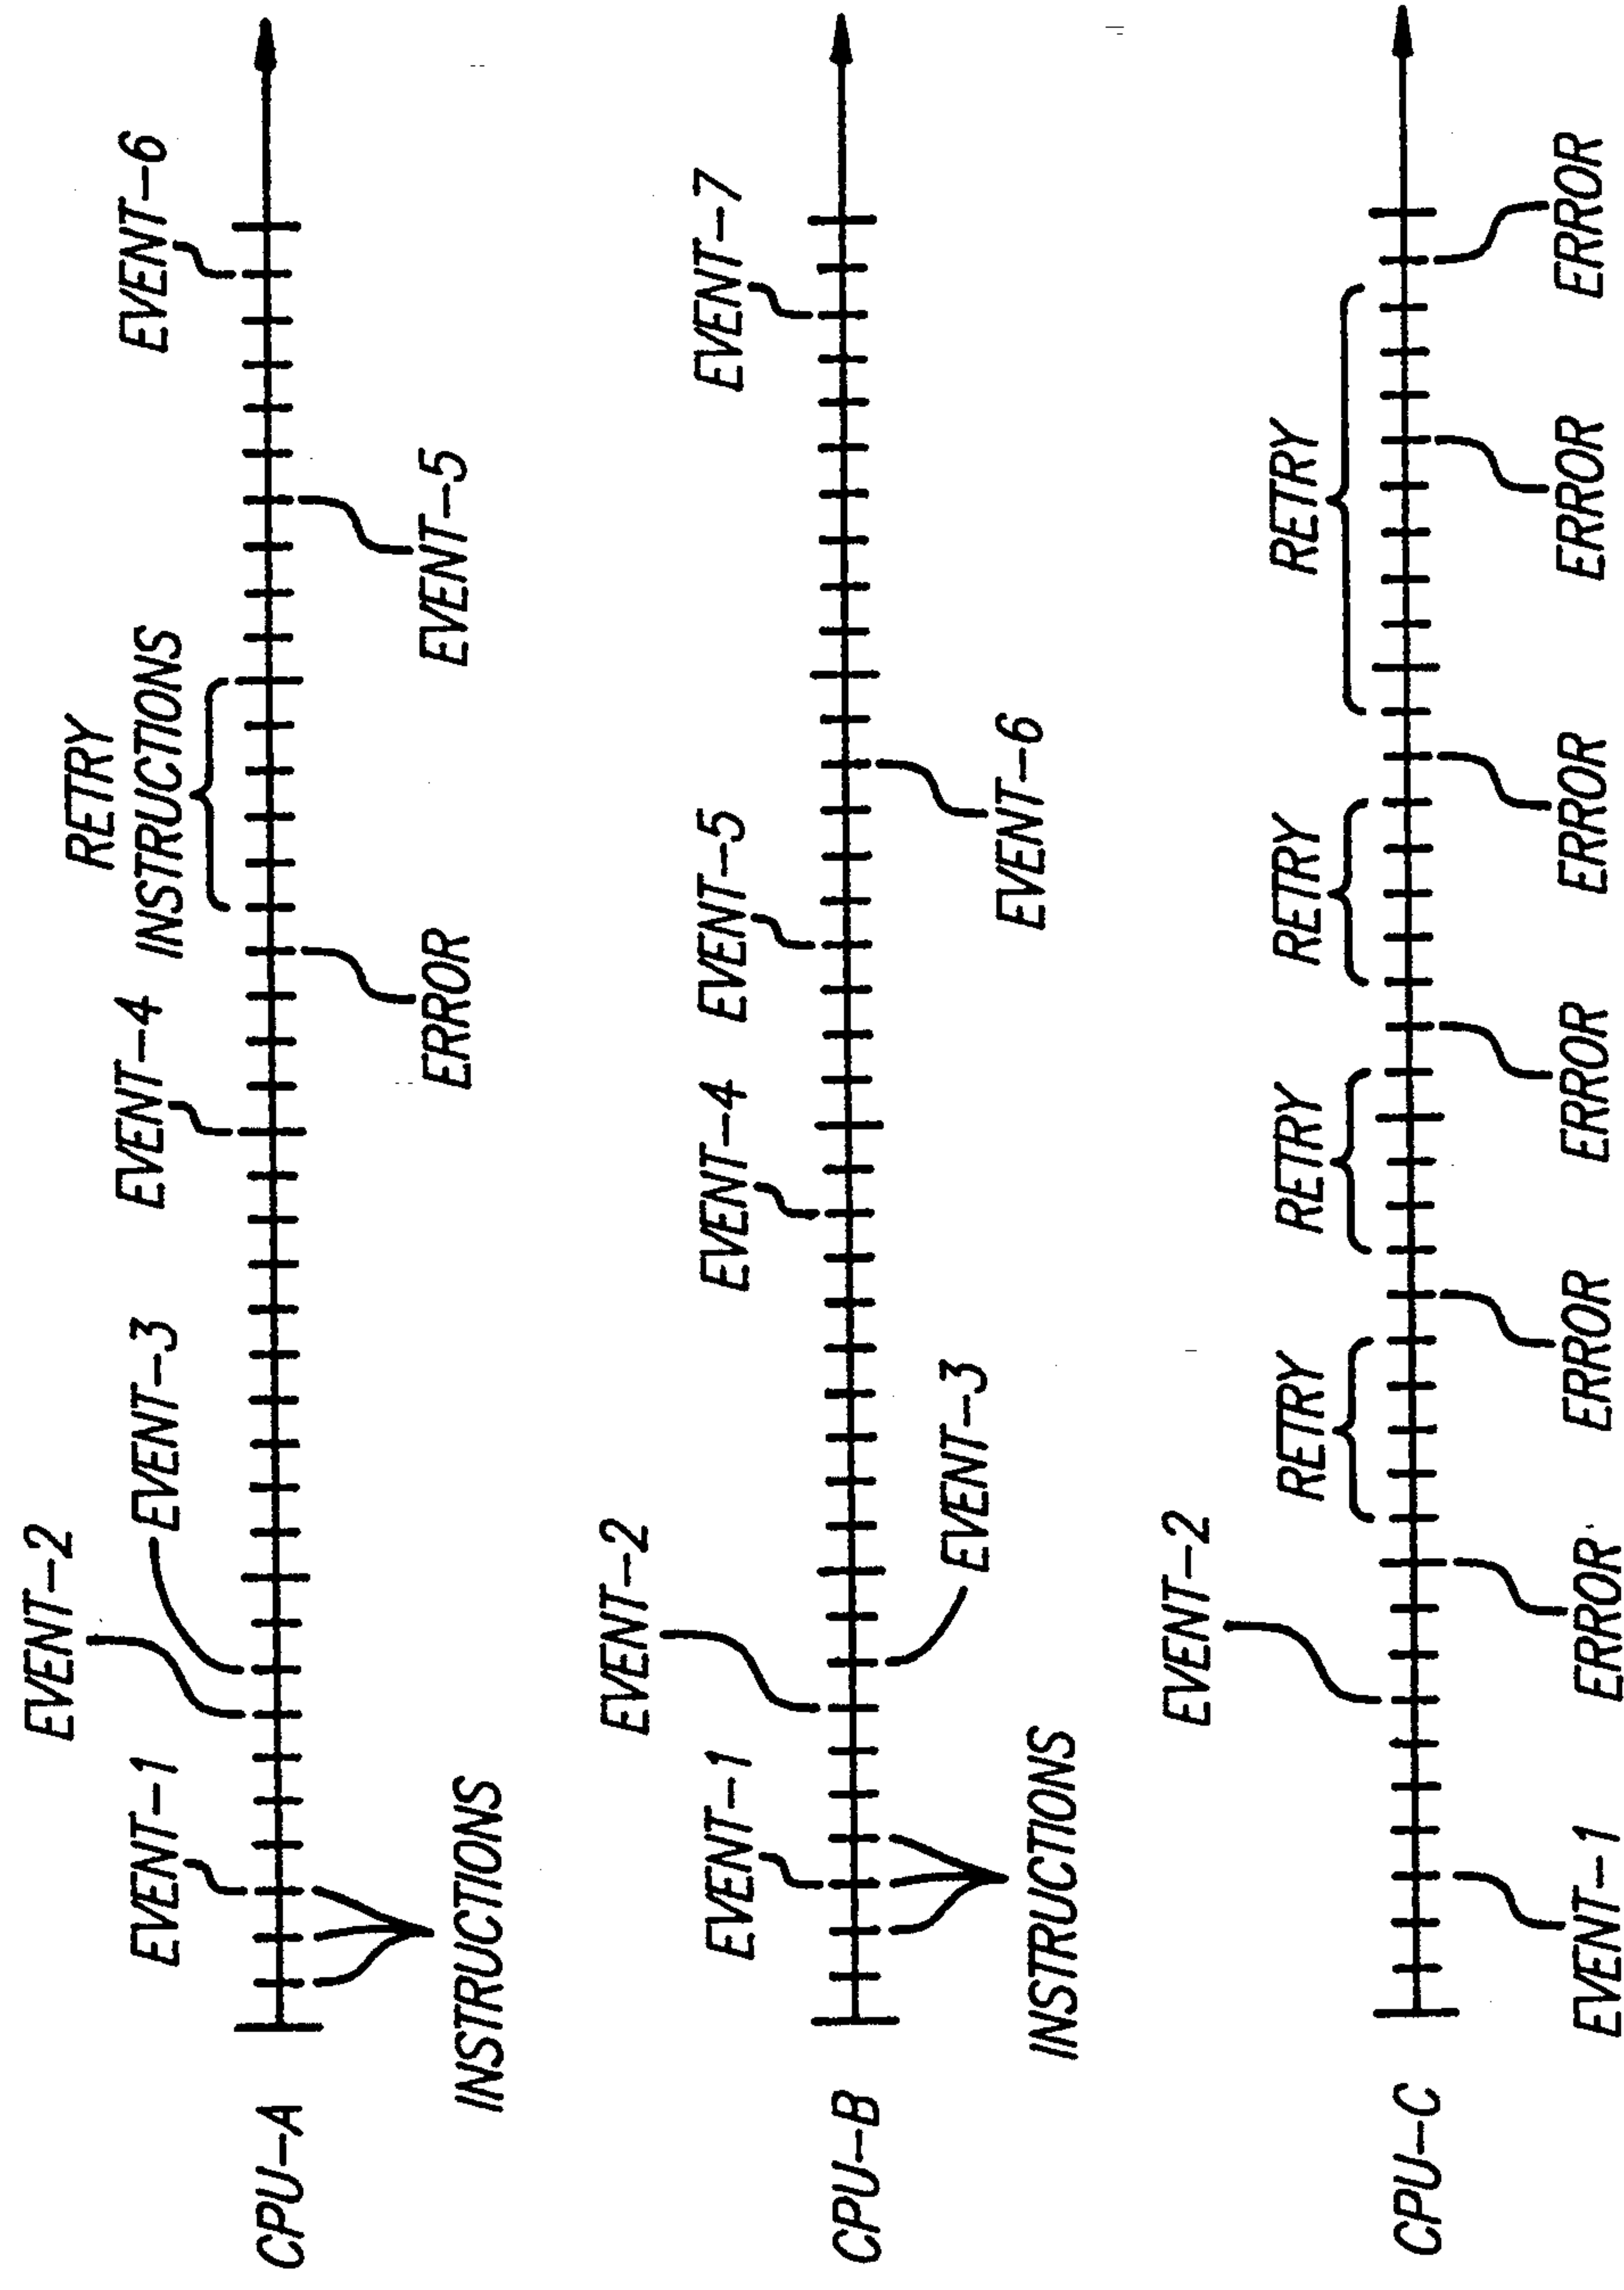 CPU-A
EVENT-1
EVENT-2
EVENT-3
EVENT-4
RETRY
INSTRUCTIONS
EVENT-6
INSTRUCTIONS
ERROR
EVENT-5
CPU-B
EVENT-1
EVENT-2
EVENT-4
EVENT-5
EVENT-7
INSTRUCTIONS
EVENT-3
EVENT-6
CPU-C
EVENT-2
RETRY
RETRY
RETRY
RETRY
EVENT-1
ERROR
ERROR
ERROR
ERROR
ERROR
ERROR